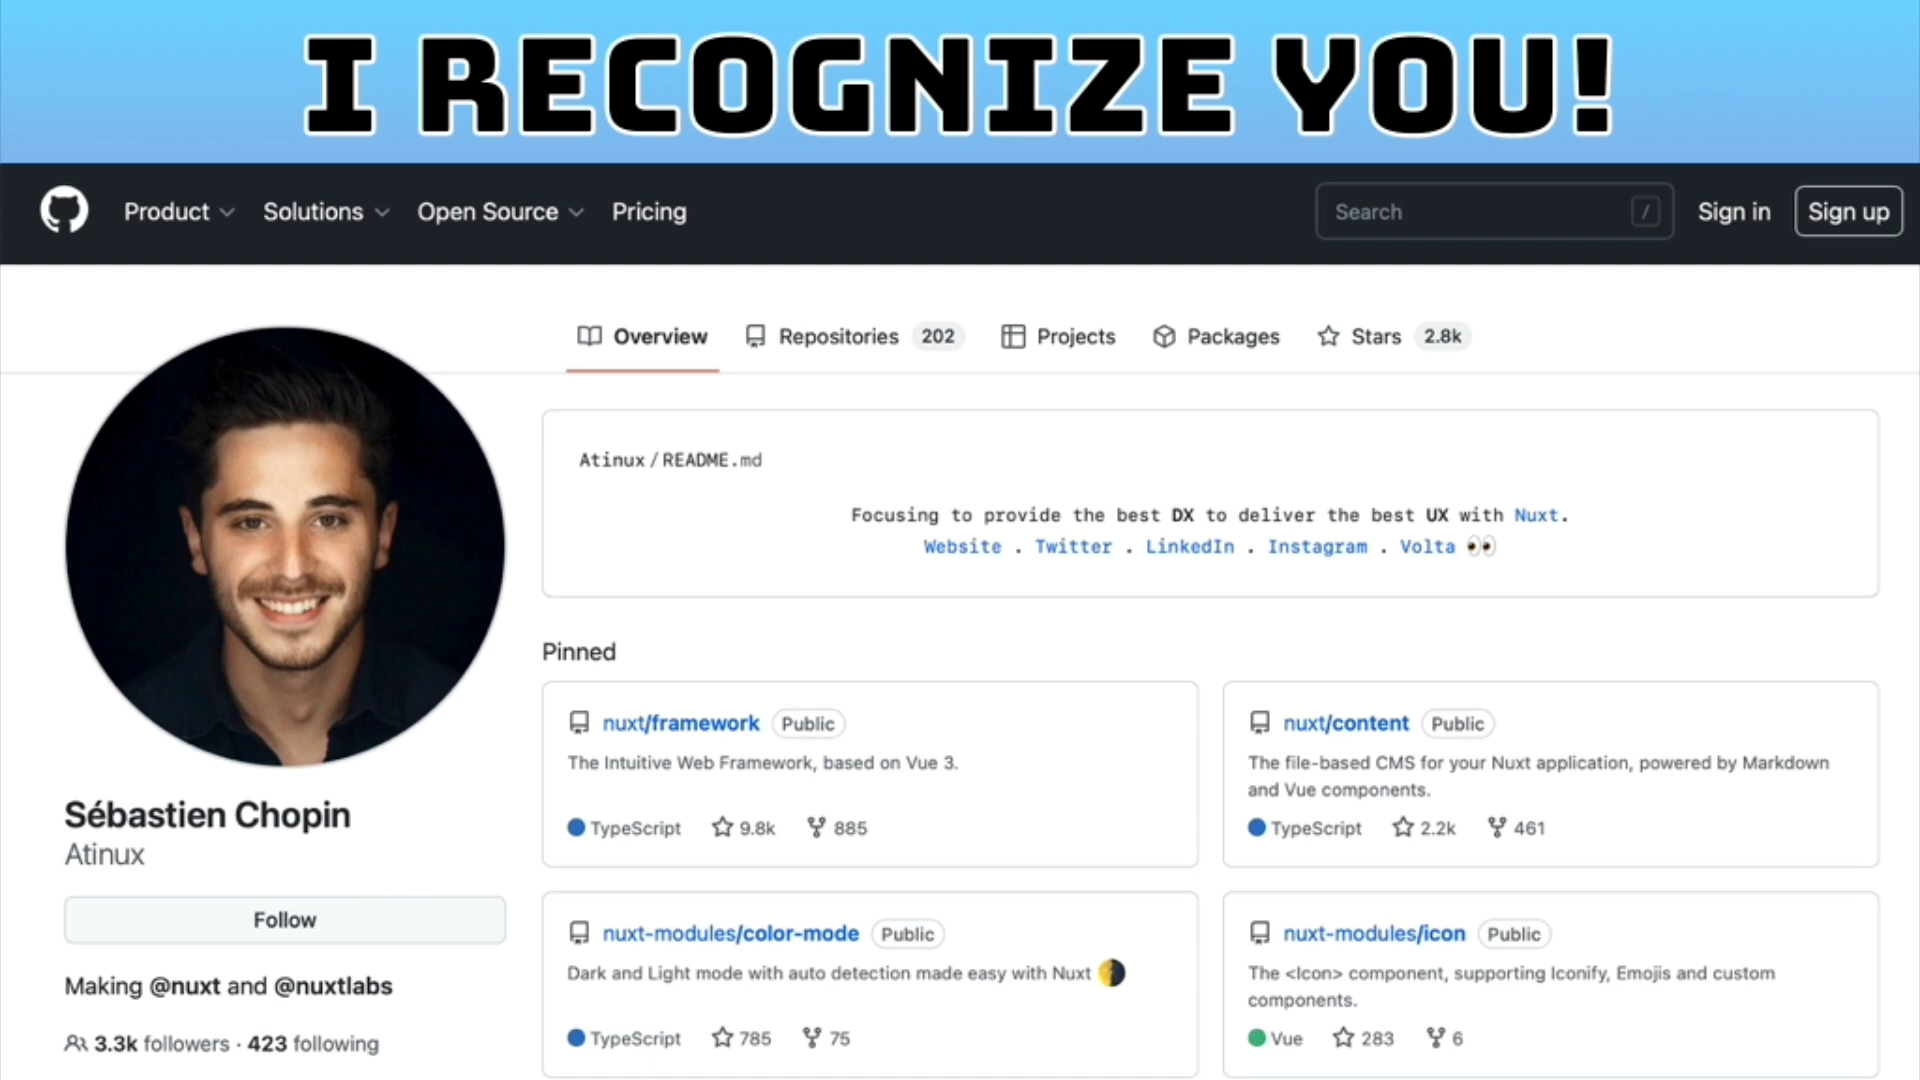 I RECOGNIZE YOU!
Product Solutions Open Source Pricing Search / Sign in Sign up
Overview Repositories 202 Projects Packages Stars 2.8k
Atinux / README.md
Focusing to provide the best DX to deliver the best UX with Nuxt.
Website . Twitter . LinkedIn . Instagram . Volta 👀
Sébastien Chopin
Atinux
Follow
Making @nuxt and @nuxtlabs
3.3k followers · 423 following
Pinned
nuxt/framework Public
The Intuitive Web Framework, based on Vue 3.
TypeScript 9.8k 885
nuxt/content Public
The file-based CMS for your Nuxt application, powered by Markdown
and Vue components.
TypeScript 2.2k 461
nuxt-modules/color-mode Public
Dark and Light mode with auto detection made easy with Nuxt 🌗
TypeScript 785 75
nuxt-modules/icon Public
The <Icon> component, supporting Iconify, Emojis and custom
components.
Vue 283 6